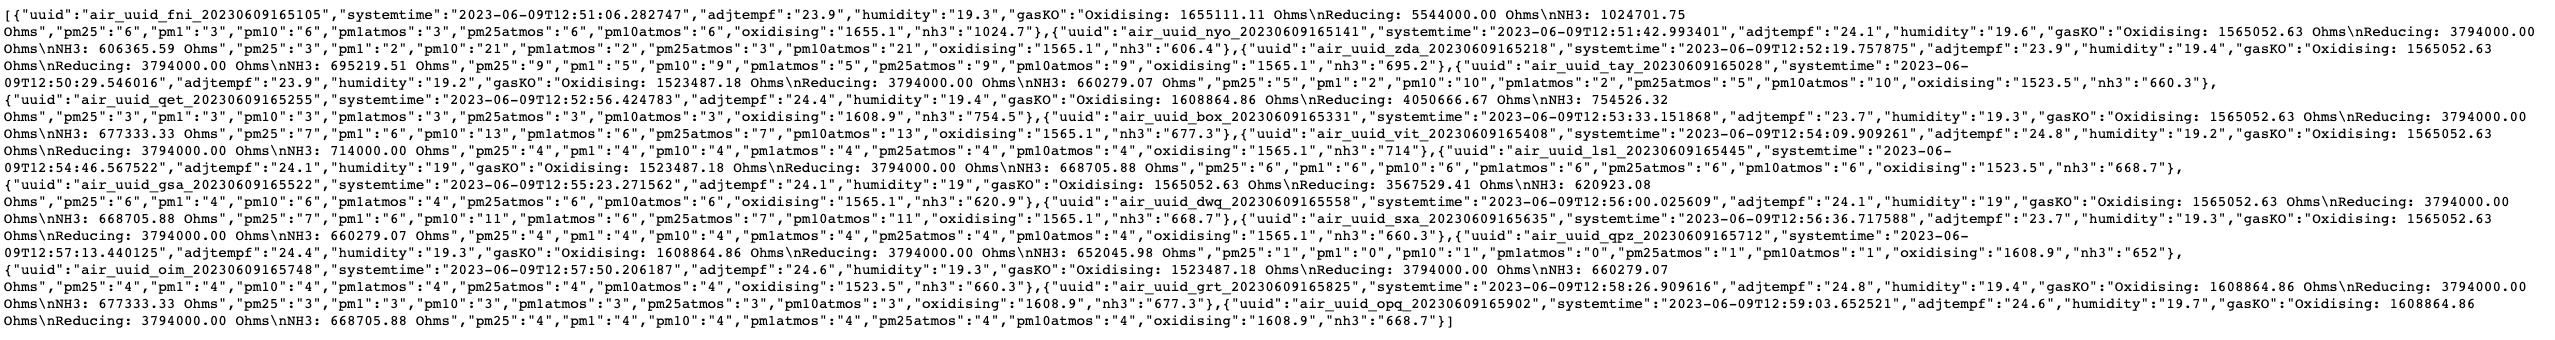 [{"uuid":"air_uuid_fni_20230609165105","systemtime":"2023-06-09T12:51:06.282747","adjtempf":"23.9","humidity":"19.3","gasKO":"Oxidising: 1655111.11 Ohms\nReducing: 5544000.00 Ohms\nNH3: 1024701.75
Ohms","pm25":"6","pm1":"3","pm10":"6","pm1atmos":"3","pm25atmos":"6","pm10atmos":"6","oxidising":"1655.1","nh3":"1024.7"},{"uuid":"air_uuid_nyo_20230609165141","systemtime":"2023-06-09T12:51:42.993401","adjtempf":"24.1","humidity":"19.6","gasKO":"Oxidising: 1565052.63 Ohms\nReducing: 3794000.00
Ohms\nNH3: 606365.59 Ohms","pm25":"3","pm1":"2","pm10":"21","pm1atmos":"2","pm25atmos":"3","pm10atmos":"21","oxidising":"1565.1","nh3":"606.4"},{"uuid":"air_uuid_zda_20230609165218","systemtime":"2023-06-09T12:52:19.757875","adjtempf":"23.9","humidity":"19.4","gasKO":"Oxidising: 1565052.63
Ohms\nReducing: 3794000.00 Ohms\nNH3: 695219.51 Ohms","pm25":"9","pm1":"5","pm10":"9","pm1atmos":"5","pm25atmos":"9","pm10atmos":"9","oxidising":"1565.1","nh3":"695.2"},{"uuid":"air_uuid_tay_20230609165028","systemtime":"2023-06-
09T12:50:29.546016","adjtempf":"23.9","humidity":"19.2","gasKO":"Oxidising: 1523487.18 Ohms\nReducing: 3794000.00 Ohms\nNH3: 660279.07 Ohms","pm25":"5","pm1":"2","pm10":"10","pm1atmos":"2","pm25atmos":"5","pm10atmos":"10","oxidising":"1523.5","nh3":"660.3"},
{"uuid":"air_uuid_qet_20230609165255","systemtime":"2023-06-09T12:52:56.424783","adjtempf":"24.4","humidity":"19.4","gasKO":"Oxidising: 1608864.86 Ohms\nReducing: 4050666.67 Ohms\nNH3: 754526.32
Ohms","pm25":"3","pm1":"3","pm10":"3","pm1atmos":"3","pm25atmos":"3","pm10atmos":"3","oxidising":"1608.9","nh3":"754.5"},{"uuid":"air_uuid_box_20230609165331","systemtime":"2023-06-09T12:53:33.151868","adjtempf":"23.7","humidity":"19.3","gasKO":"Oxidising: 1565052.63 Ohms\nReducing: 3794000.00
Ohms\nNH3: 677333.33 Ohms","pm25":"7","pm1":"6","pm10":"13","pm1atmos":"6","pm25atmos":"7","pm10atmos":"13","oxidising":"1565.1","nh3":"677.3"},{"uuid":"air_uuid_vit_20230609165408","systemtime":"2023-06-09T12:54:09.909261","adjtempf":"24.8","humidity":"19.2","gasKO":"Oxidising: 1565052.63
Ohms\nReducing: 3794000.00 Ohms\nNH3: 714000.00 Ohms","pm25":"4","pm1":"4","pm10":"4","pm1atmos":"4","pm25atmos":"4","pm10atmos":"4","oxidising":"1565.1","nh3":"714"},{"uuid":"air_uuid_lsl_20230609165445","systemtime":"2023-06-
09T12:54:46.567522","adjtempf":"24.1","humidity":"19","gasKO":"Oxidising: 1523487.18 Ohms\nReducing: 3794000.00 Ohms\nNH3: 668705.88 Ohms","pm25":"6","pm1":"6","pm10":"6","pm1atmos":"6","pm25atmos":"6","pm10atmos":"6","oxidising":"1523.5","nh3":"668.7"},
{"uuid":"air_uuid_gsa_20230609165522","systemtime":"2023-06-09T12:55:23.271562","adjtempf":"24.1","humidity":"19","gasKO":"Oxidising: 1565052.63 Ohms\nReducing: 3567529.41 Ohms\nNH3: 620923.08
Ohms","pm25":"6","pm1":"4","pm10":"6","pm1atmos":"4","pm25atmos":"6","pm10atmos":"6","oxidising":"1565.1","nh3":"620.9"},{"uuid":"air_uuid_dwq_20230609165558","systemtime":"2023-06-09T12:56:00.025609","adjtempf":"24.1","humidity":"19","gasKO":"Oxidising: 1565052.63 Ohms\nReducing: 3794000.00
Ohms\nNH3: 668705.88 Ohms","pm25":"7","pm1":"6","pm10":"11","pm1atmos":"6","pm25atmos":"7","pm10atmos":"11","oxidising":"1565.1","nh3":"668.7"},{"uuid":"air_uuid_sxa_20230609165635","systemtime":"2023-06-09T12:56:36.717588","adjtempf":"23.7","humidity":"19.3","gasKO":"Oxidising: 1565052.63
Ohms\nReducing: 3794000.00 Ohms\nNH3: 660279.07 Ohms","pm25":"4","pm1":"4","pm10":"4","pm1atmos":"4","pm25atmos":"4","pm10atmos":"4","oxidising":"1565.1","nh3":"660.3"},{"uuid":"air_uuid_qpz_20230609165712","systemtime":"2023-06-
09T12:57:13.440125","adjtempf":"24.4","humidity":"19.3","gasKO":"Oxidising: 1608864.86 Ohms\nReducing: 3794000.00 Ohms\nNH3: 652045.98 Ohms","pm25":"1","pm1":"0","pm10":"1","pm1atmos":"0","pm25atmos":"1","pm10atmos":"1","oxidising":"1608.9","nh3":"652"},
{"uuid":"air_uuid_oim_20230609165748","systemtime":"2023-06-09T12:57:50.206187","adjtempf":"24.6","humidity":"19.3","gasKO":"Oxidising: 1523487.18 Ohms\nReducing: 3794000.00 Ohms\nNH3: 660279.07
Ohms","pm25":"4","pm1":"4","pm10":"4","pm1atmos":"4","pm25atmos":"4","pm10atmos":"4","oxidising":"1523.5","nh3":"660.3"},{"uuid":"air_uuid_grt_20230609165825","systemtime":"2023-06-09T12:58:26.909616","adjtempf":"24.8","humidity":"19.4","gasKO":"Oxidising: 1608864.86 Ohms\nReducing: 3794000.00
Ohms\nNH3: 677333.33 Ohms","pm25":"3","pm1":"3","pm10":"3","pm1atmos":"3","pm25atmos":"3","pm10atmos":"3","oxidising":"1608.9","nh3":"677.3"},{"uuid":"air_uuid_opq_20230609165902","systemtime":"2023-06-09T12:59:03.652521","adjtempf":"24.6","humidity":"19.7","gasKO":"Oxidising: 1608864.86
Ohms\nReducing: 3794000.00 Ohms\nNH3: 668705.88 Ohms","pm25":"4","pm1":"4","pm10":"4","pm1atmos":"4","pm25atmos":"4","pm10atmos":"4","oxidising":"1608.9","nh3":"668.7"}]